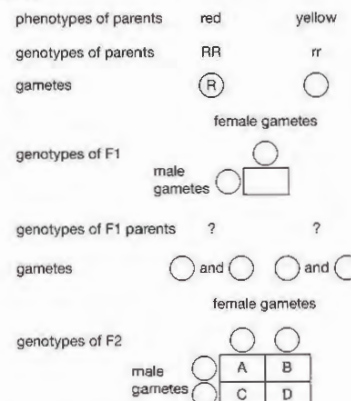 phenotypes of parents red yellow
genotypes of parents RR rr
gametes R
female gametes
genotypes of F1
male
gametes
genotypes of F1 parents ? ?
gametes and and
female gametes
genotypes of F2
male A B
gametes C D